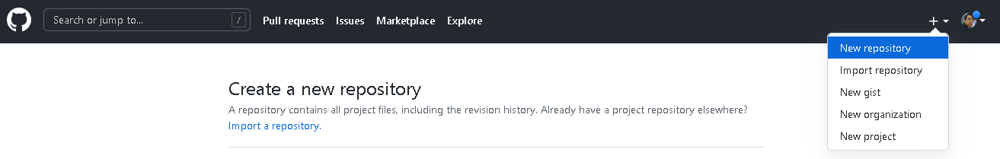 Search or jump to... /
Pull requests Issues Marketplace Explore
New repository
Import repository
New gist
New organization
New project
Create a new repository
A repository contains all project files, including the revision history. Already have a project repository elsewhere?
Import a repository.